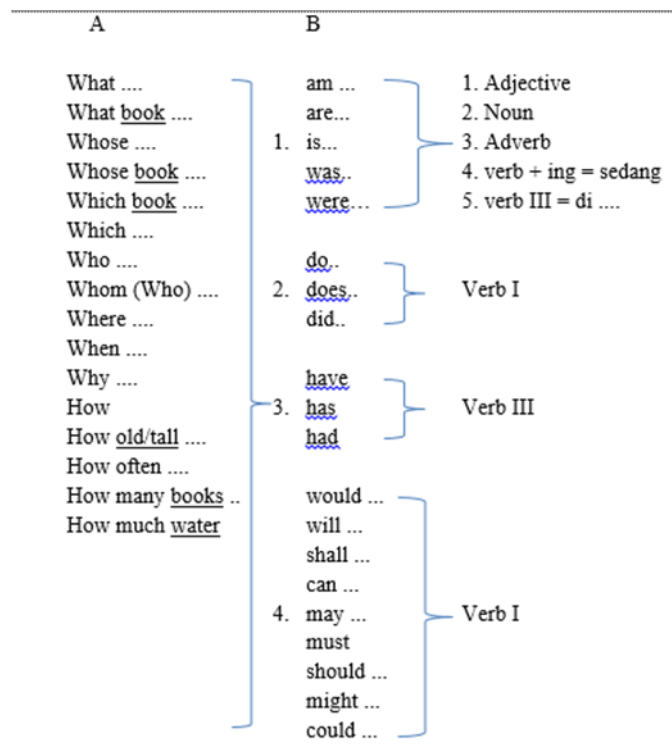 A
What ....
What book ....
Whose ....
Whose book ....
Which book ....
Which ....
Who ....
Whom (Who) ....
Where ....
When ....
Why ....
How
How old/tall ....
How often ....
How many books ..
How much water
B
am ...
are...
1. is...
was..
were...
1. Adjective
2. Noun
3. Adverb
4. verb + ing = sedang
5. verb III = di ....
do..
2. does..
did..
Verb I
have
3. has
had
Verb III
would ...
will ...
shall ...
can ...
4. may ...
must
should ...
might ...
could ...
Verb I